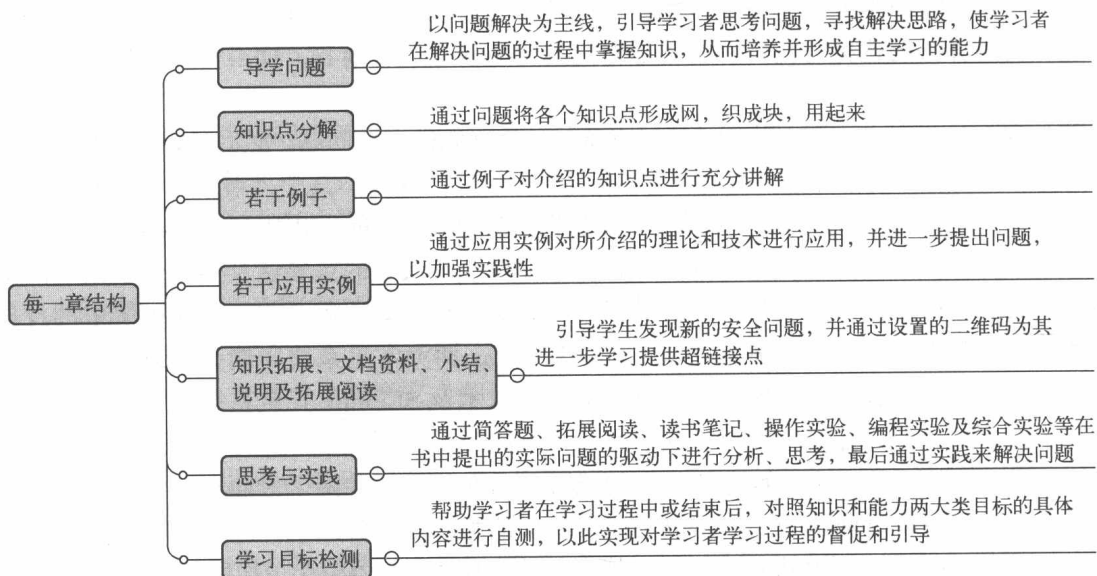 以问题解决为主线，引导学习者思考问题，寻找解决思路，使学习者
在解决问题的过程中掌握知识，从而培养并形成自主学习的能力
导学问题
通过问题将各个知识点形成网，织成块，用起来
知识点分解
通过例子对介绍的知识点进行充分讲解
若干例子
通过应用实例对所介绍的理论和技术进行应用，并进一步提出问题，
以加强实践性
若干应用实例
每一章结构
引导学生发现新的安全问题，并通过设置的二维码为其
进一步学习提供超链接点
知识拓展、文档资料、小结、
说明及拓展阅读
通过简答题、拓展阅读、读书笔记、操作实验、编程实验及综合实验等在
书中提出的实际问题的驱动下进行分析、思考，最后通过实践来解决问题
思考与实践
帮助学习者在学习过程中或结束后，对照知识和能力两大类目标的具体
内容进行自测，以此实现对学习者学习过程的督促和引导
学习目标检测